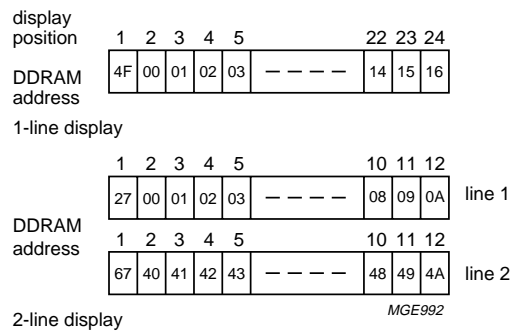 display
position 1 2 3 4 5 22 23 24
DDRAM
address 4F 00 01 02 03 14 15 16
1-line display
1 2 3 4 5 10 11 12
27 00 01 02 03 08 09 0A line 1
DDRAM
address
1 2 3 4 5 10 11 12
67 40 41 42 43 48 49 4A line 2
MGE992
2-line display